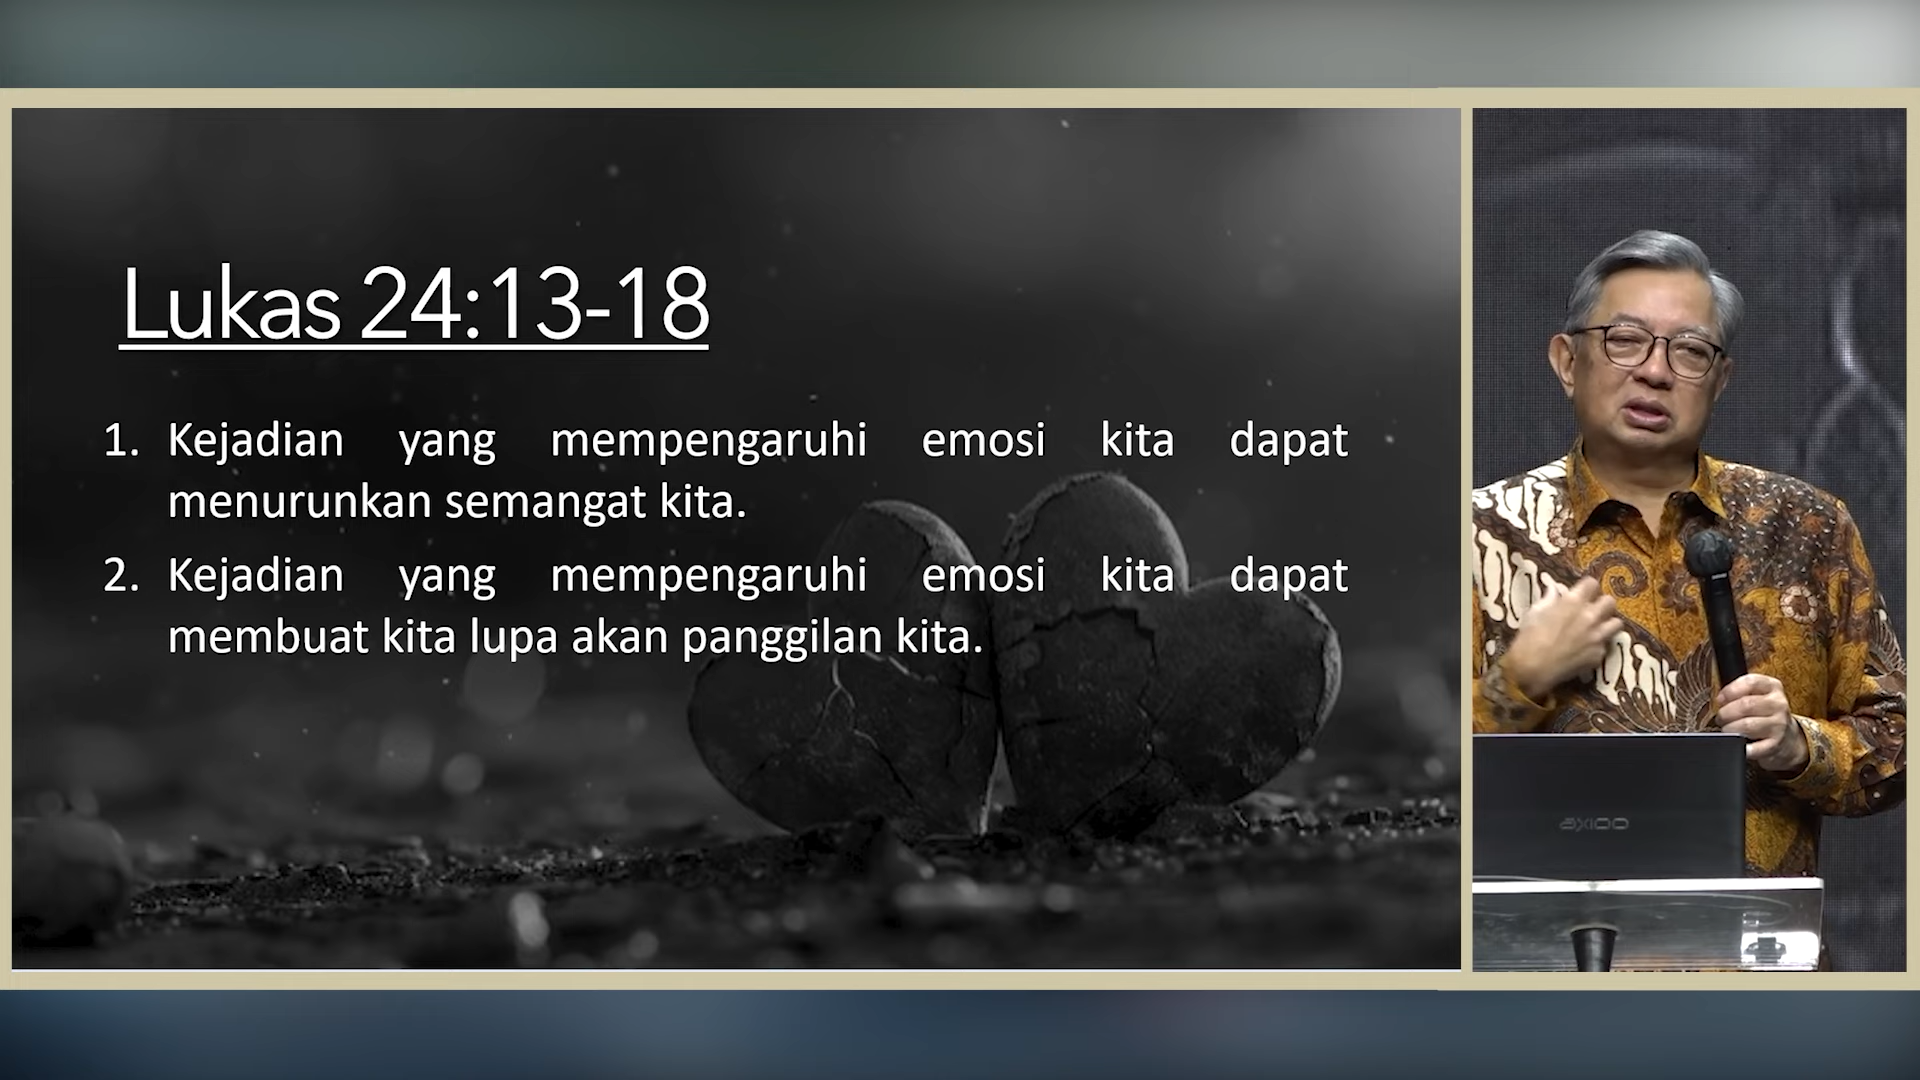 Lukas 24:13-18
1. Kejadian yang mempengaruhi emosi kita dapat
menurunkan semangat kita.
2. Kejadian yang mempengaruhi emosi kita dapat
membuat kita lupa akan panggilan kita.
AXIOO